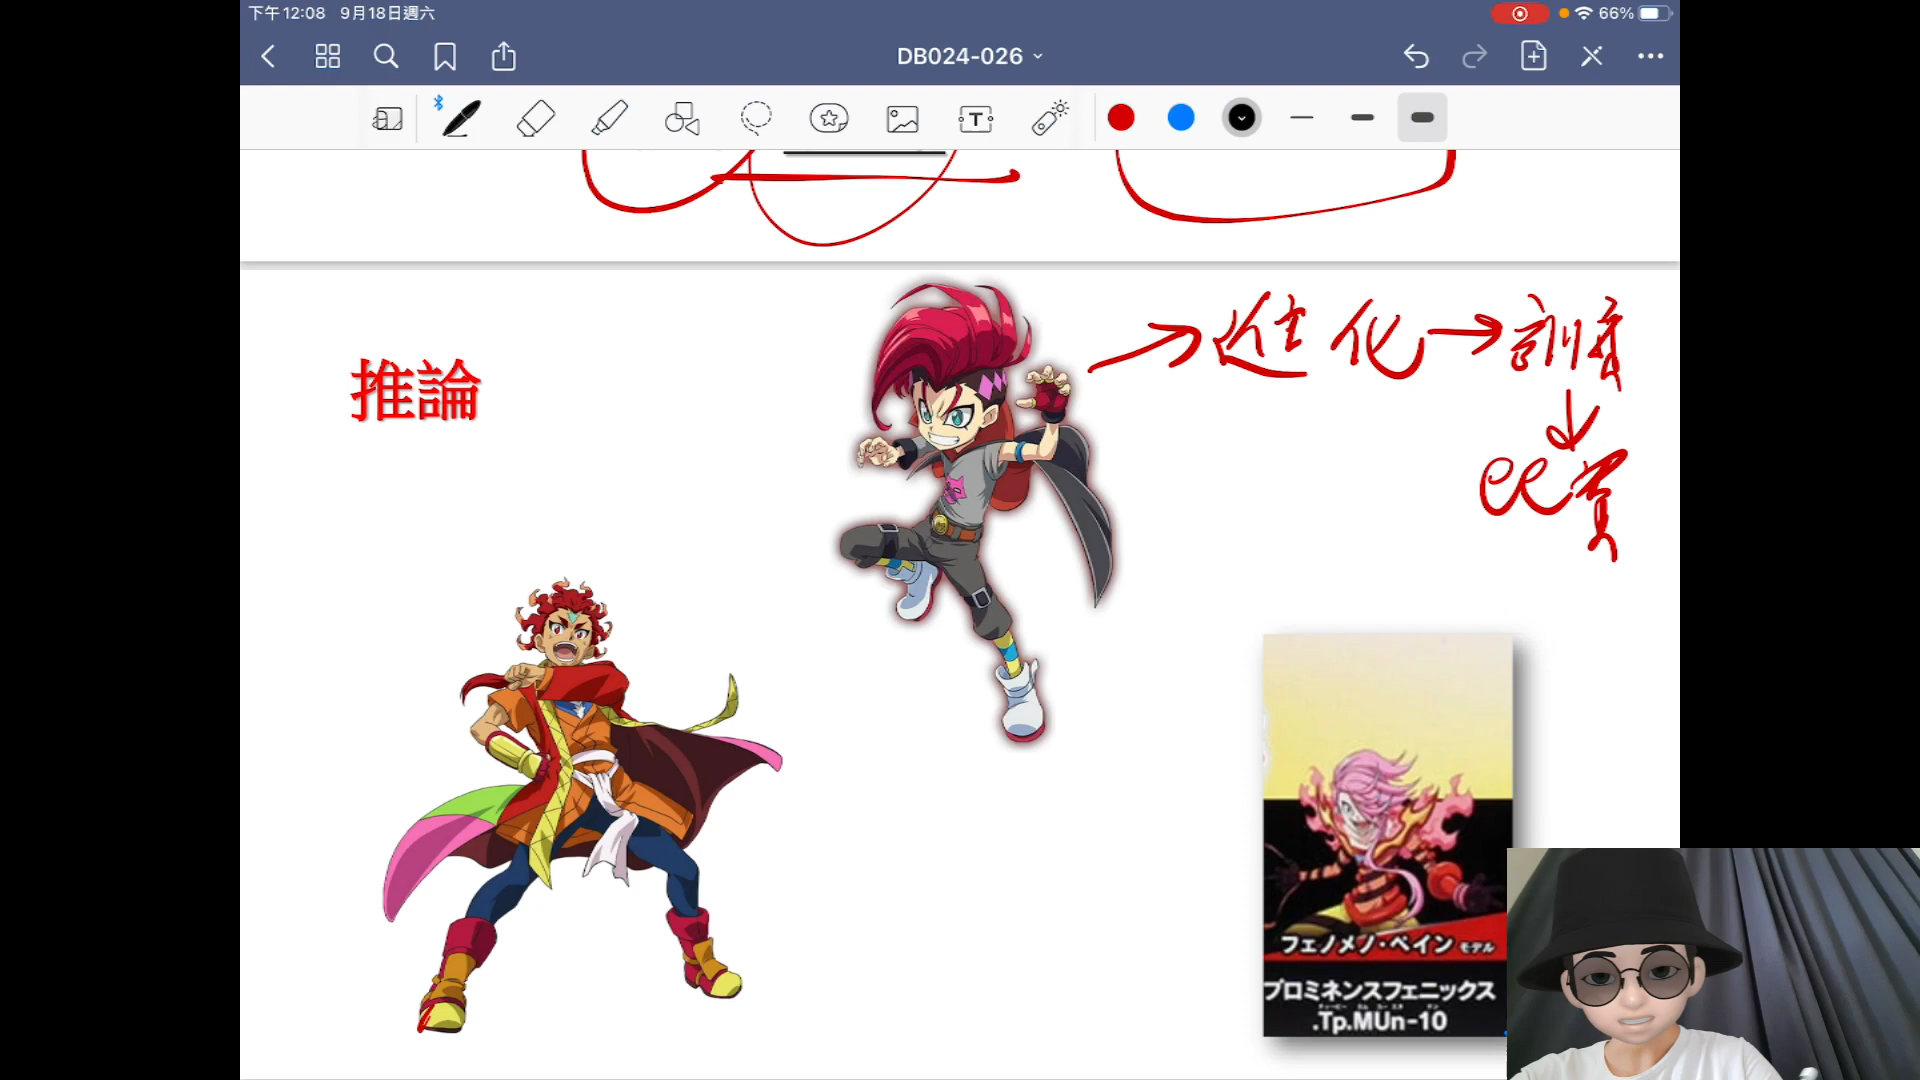 下午12:08 9月18日週六
66%
DB024-026
T
推論
→進化→訓練
↓
比賽
フェノメノ・ペイン モデル
プロミネンスフェニックス
.Tp.MUn-10